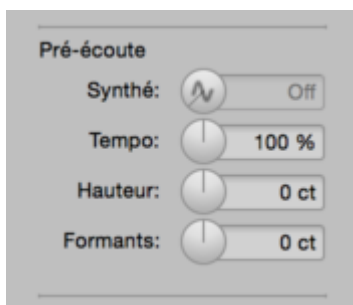 Pré-écoute
Synthé: Off
Tempo: 100 %
Hauteur: 0 ct
Formants: 0 ct